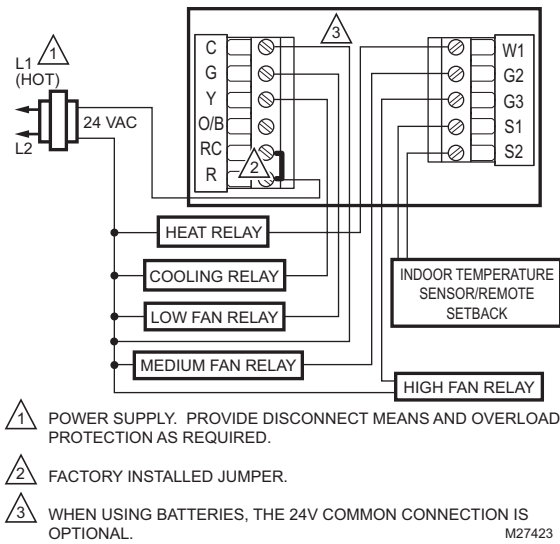 L1
(HOT)
1
24 VAC
L2
C
G
Y
O/B
RC
R
2
3
W1
G2
G3
S1
S2
HEAT RELAY
COOLING RELAY
LOW FAN RELAY
MEDIUM FAN RELAY
INDOOR TEMPERATURE
SENSOR/REMOTE
SETBACK
HIGH FAN RELAY
1 POWER SUPPLY. PROVIDE DISCONNECT MEANS AND OVERLOAD
PROTECTION AS REQUIRED.
2 FACTORY INSTALLED JUMPER.
3 WHEN USING BATTERIES, THE 24V COMMON CONNECTION IS
OPTIONAL.
M27423